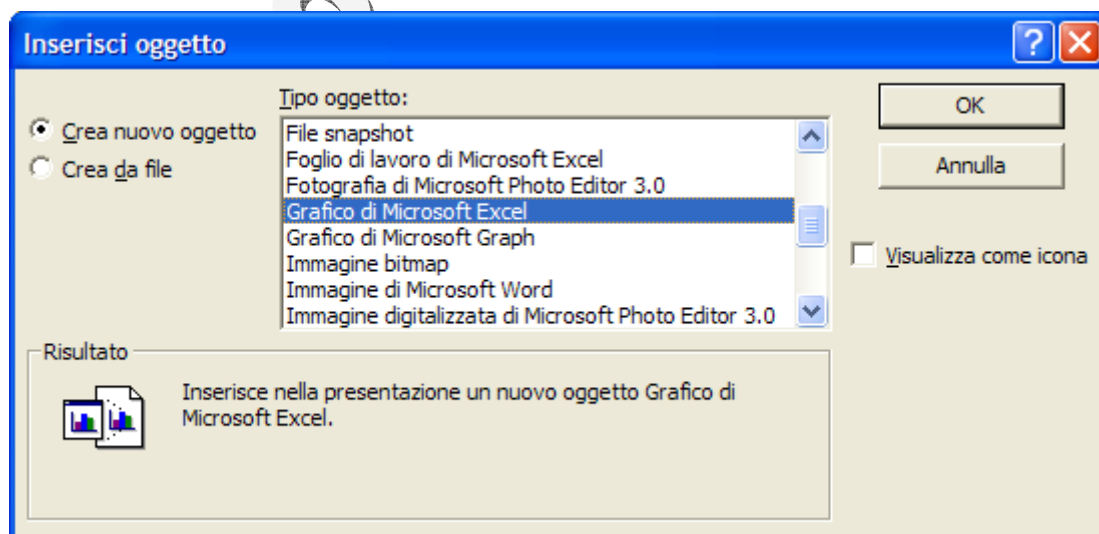 Inserisci oggetto
Tipo oggetto:
Crea nuovo oggetto
Crea da file
File snapshot
Foglio di lavoro di Microsoft Excel
Fotografia di Microsoft Photo Editor 3.0
Grafico di Microsoft Excel
Grafico di Microsoft Graph
Immagine bitmap
Immagine di Microsoft Word
Immagine digitalizzata di Microsoft Photo Editor 3.0
OK
Annulla
Visualizza come icona
Risultato
Inserisce nella presentazione un nuovo oggetto Grafico di
Microsoft Excel.